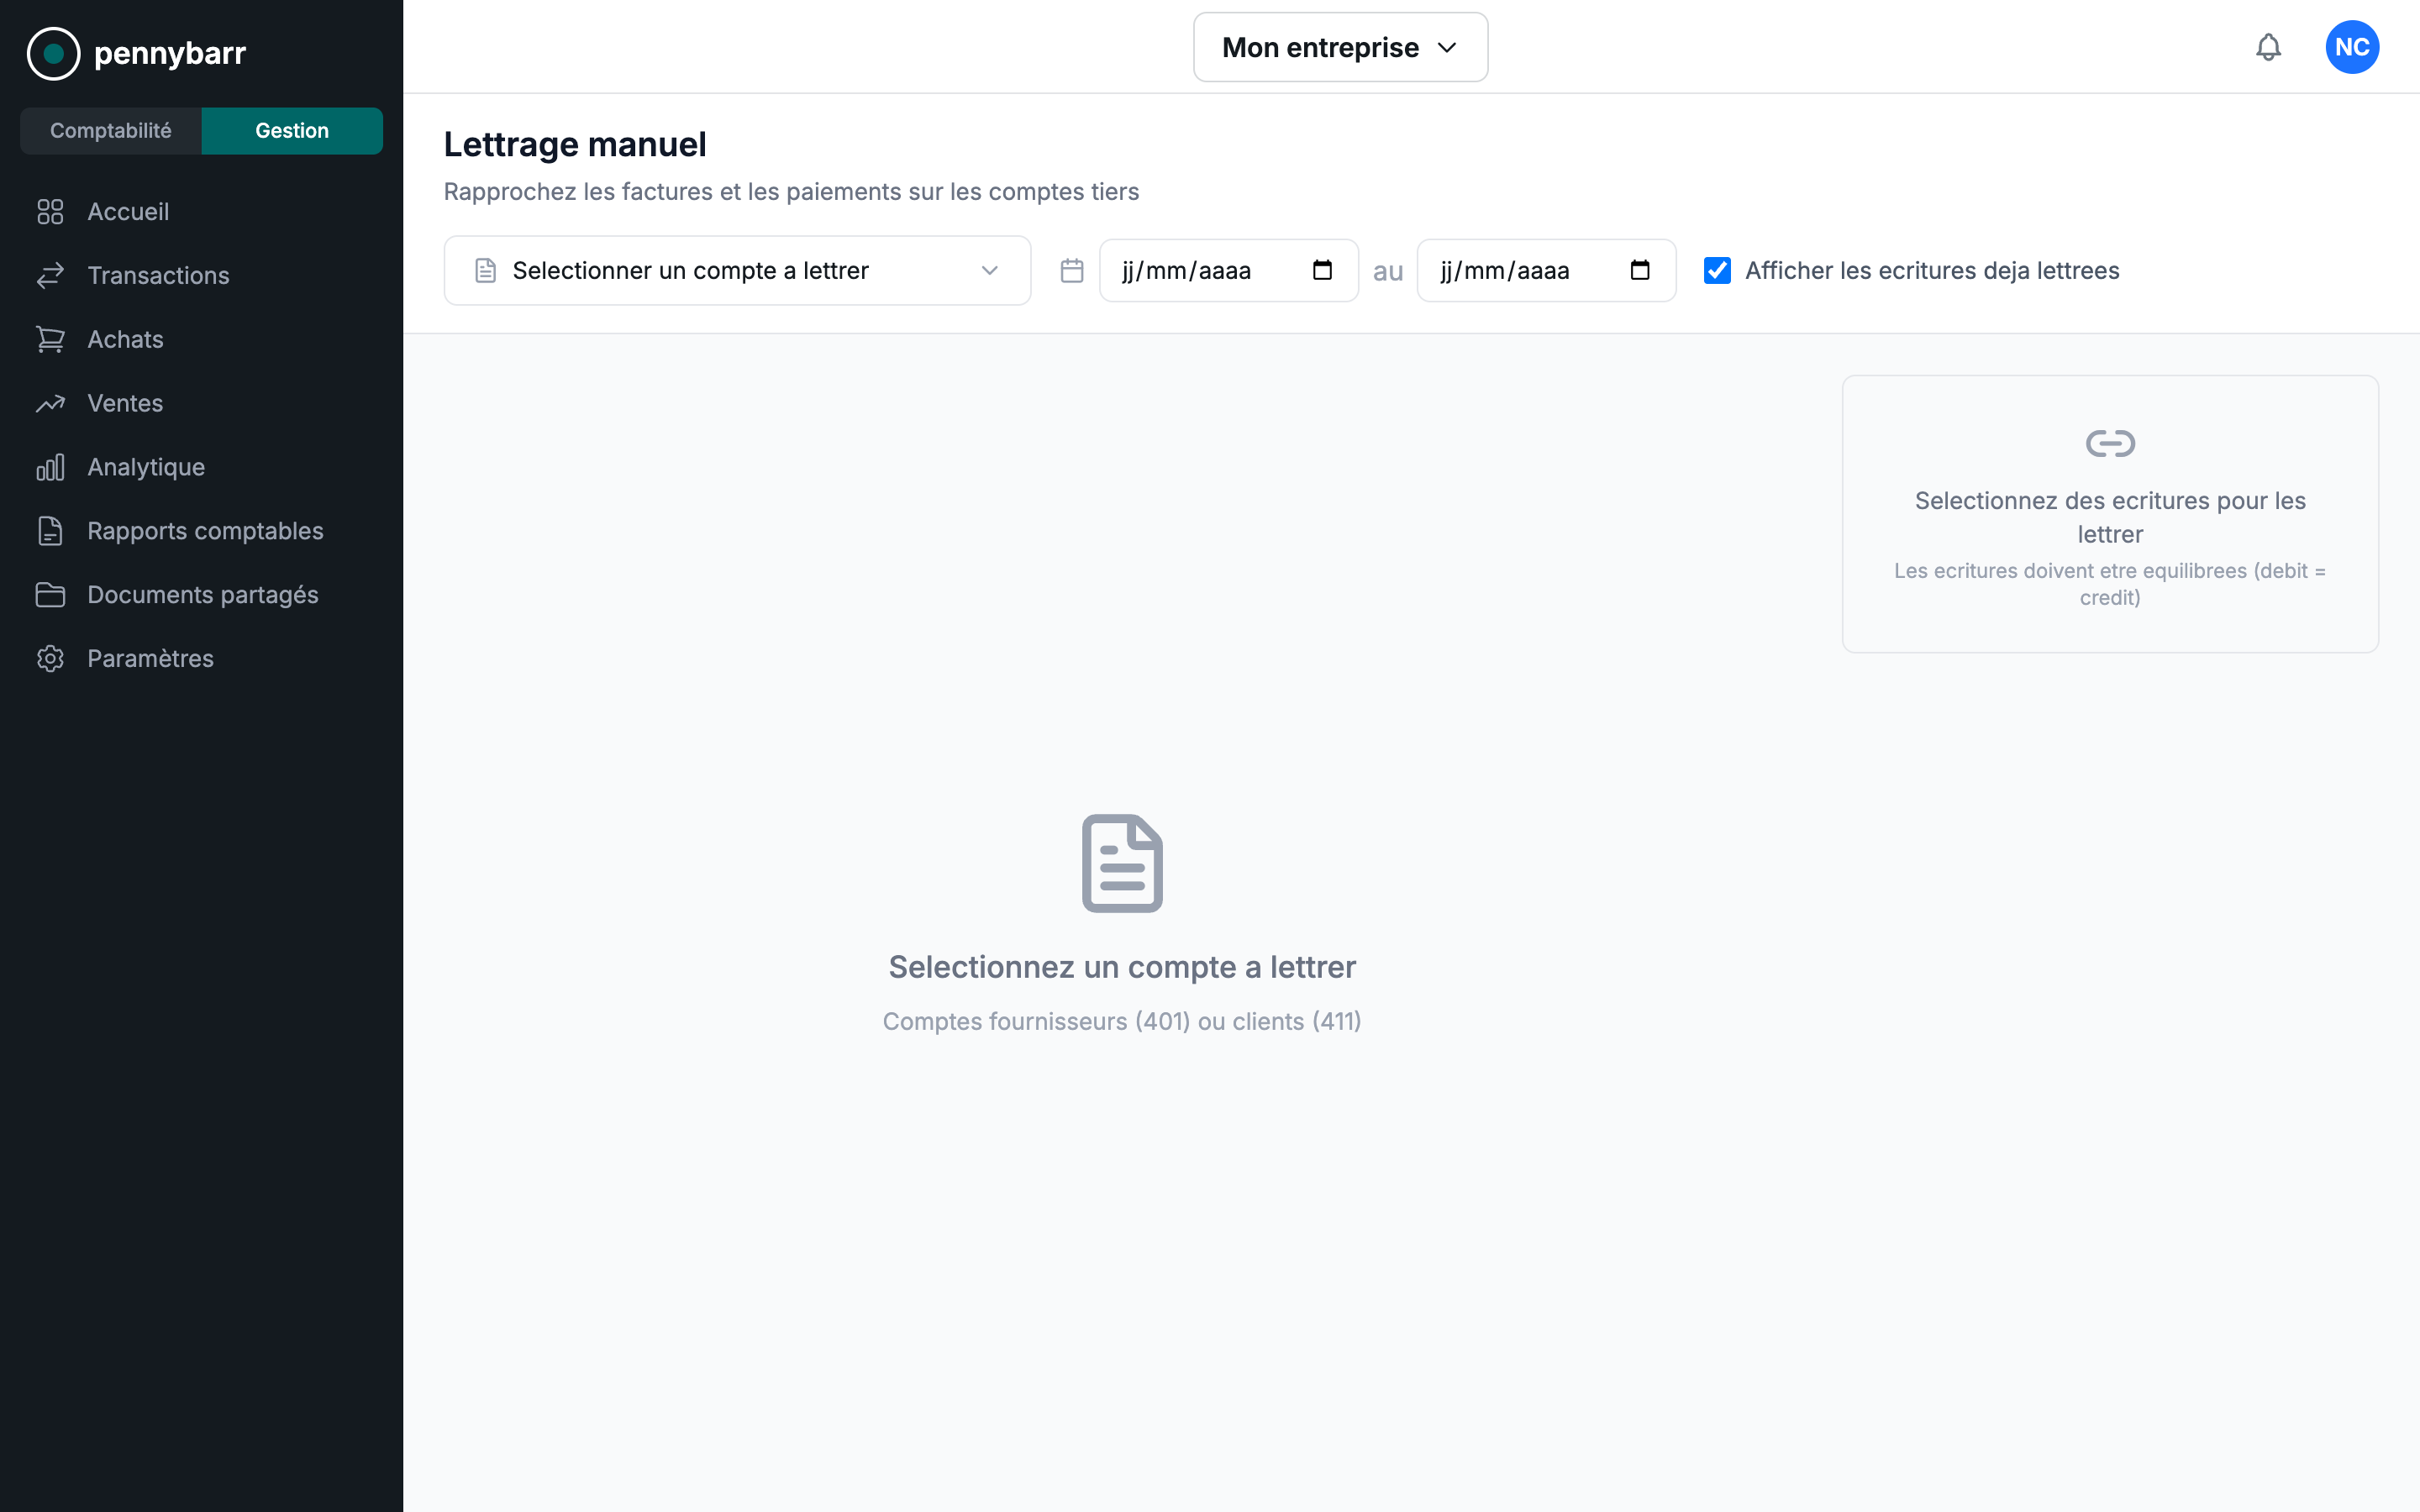 pennybarr
Mon entreprise
NC
Comptabilité
Gestion
Accueil
Transactions
Achats
Ventes
Analytique
Rapports comptables
Documents partagés
Paramètres
Lettrage manuel
Rapprochez les factures et les paiements sur les comptes tiers
Selectionner un compte a lettrer
jj/mm/aaaa
au
jj/mm/aaaa
Afficher les ecritures deja lettrees
Selectionnez des ecritures pour les
lettrer
Les ecritures doivent etre equilibrees (debit =
credit)
Selectionnez un compte a lettrer
Comptes fournisseurs (401) ou clients (411)